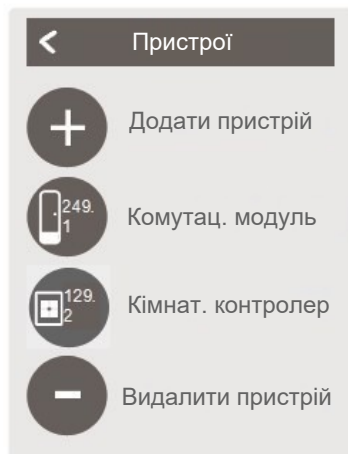 Пристрої
Додати пристрій
249.
1
Комутац. модуль
129.
2
Кімнат. контролер
Видалити пристрій